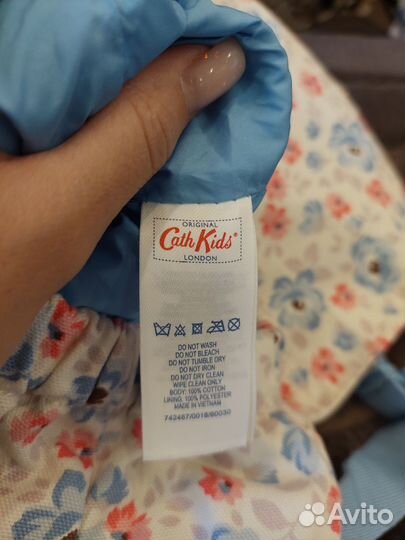 ORIGINAL
Cath Kids®
LONDON
DO NOT WASH
DO NOT BLEACH
DO NOT TUMBLE DRY
DO NOT IRON
DO NOT DRY CLEAN
WIPE CLEAN ONLY
BODY: 100% COTTON
LINING: 100% POLYESTER
MADE IN VIETNAM
742467/0018/60030
Avito